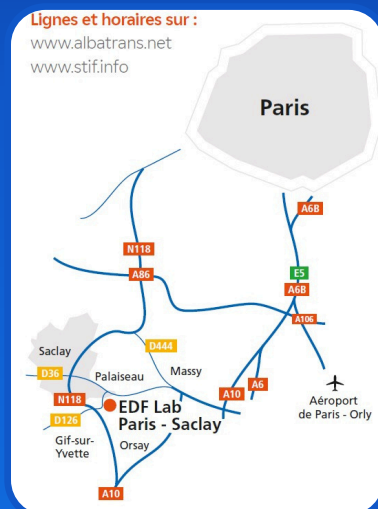 Lignes et horaires sur :
www.albatrans.net
www.stif.info
Paris
A6B
N118
E5
A86
A6B
A106
D444
Saclay
Massy
D36
Palaiseau
N118
A10
A6
EDF Lab
Paris - Saclay
Aéroport
de Paris - Orly
D126
Gif-sur-
Yvette
Orsay
A10